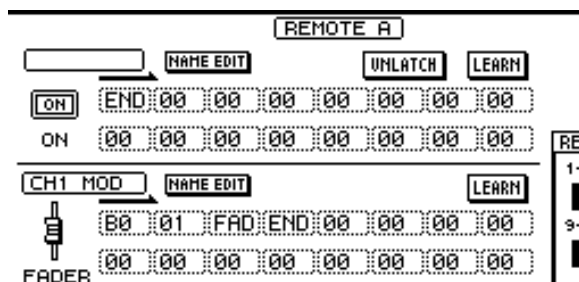 REMOTE A
NAME EDIT UNLATCH LEARN
ON END 00 00 00 00 00 00 00
ON 00 00 00 00 00 00 00 00
RE
CH1 MOD NAME EDIT LEARN
1-
B0 01 FAD END 00 00 00 00
9-
FADER 00 00 00 00 00 00 00 00